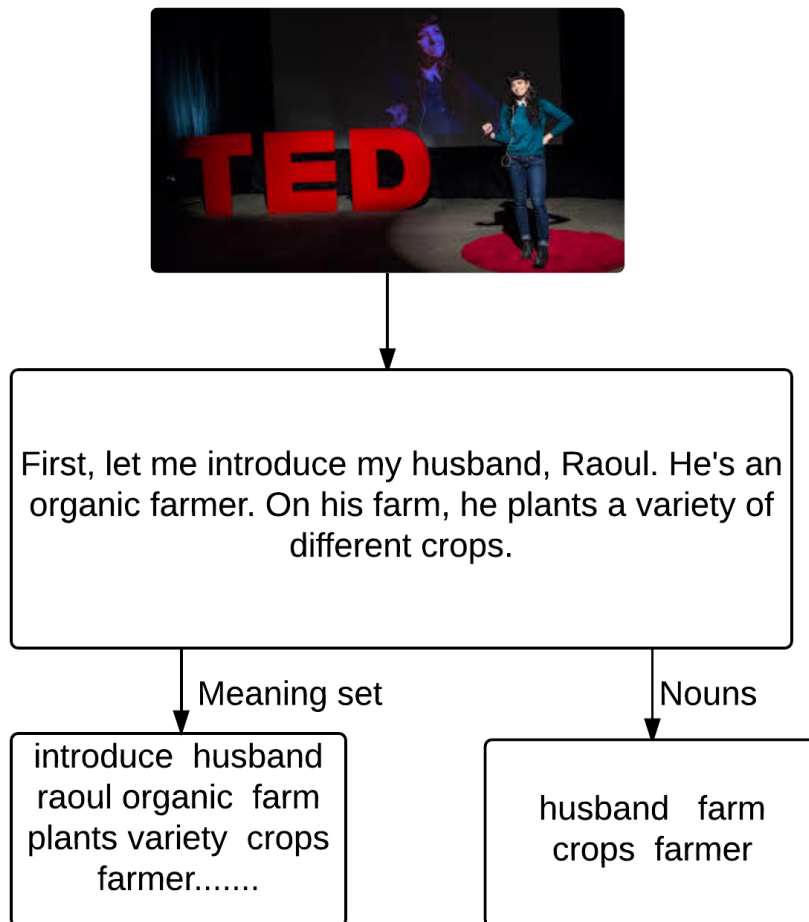 TED
First, let me introduce my husband, Raoul. He's an
organic farmer. On his farm, he plants a variety of
different crops.
Meaning set
Nouns
introduce husband
raoul organic farm
plants variety crops
farmer.......
husband farm
crops farmer